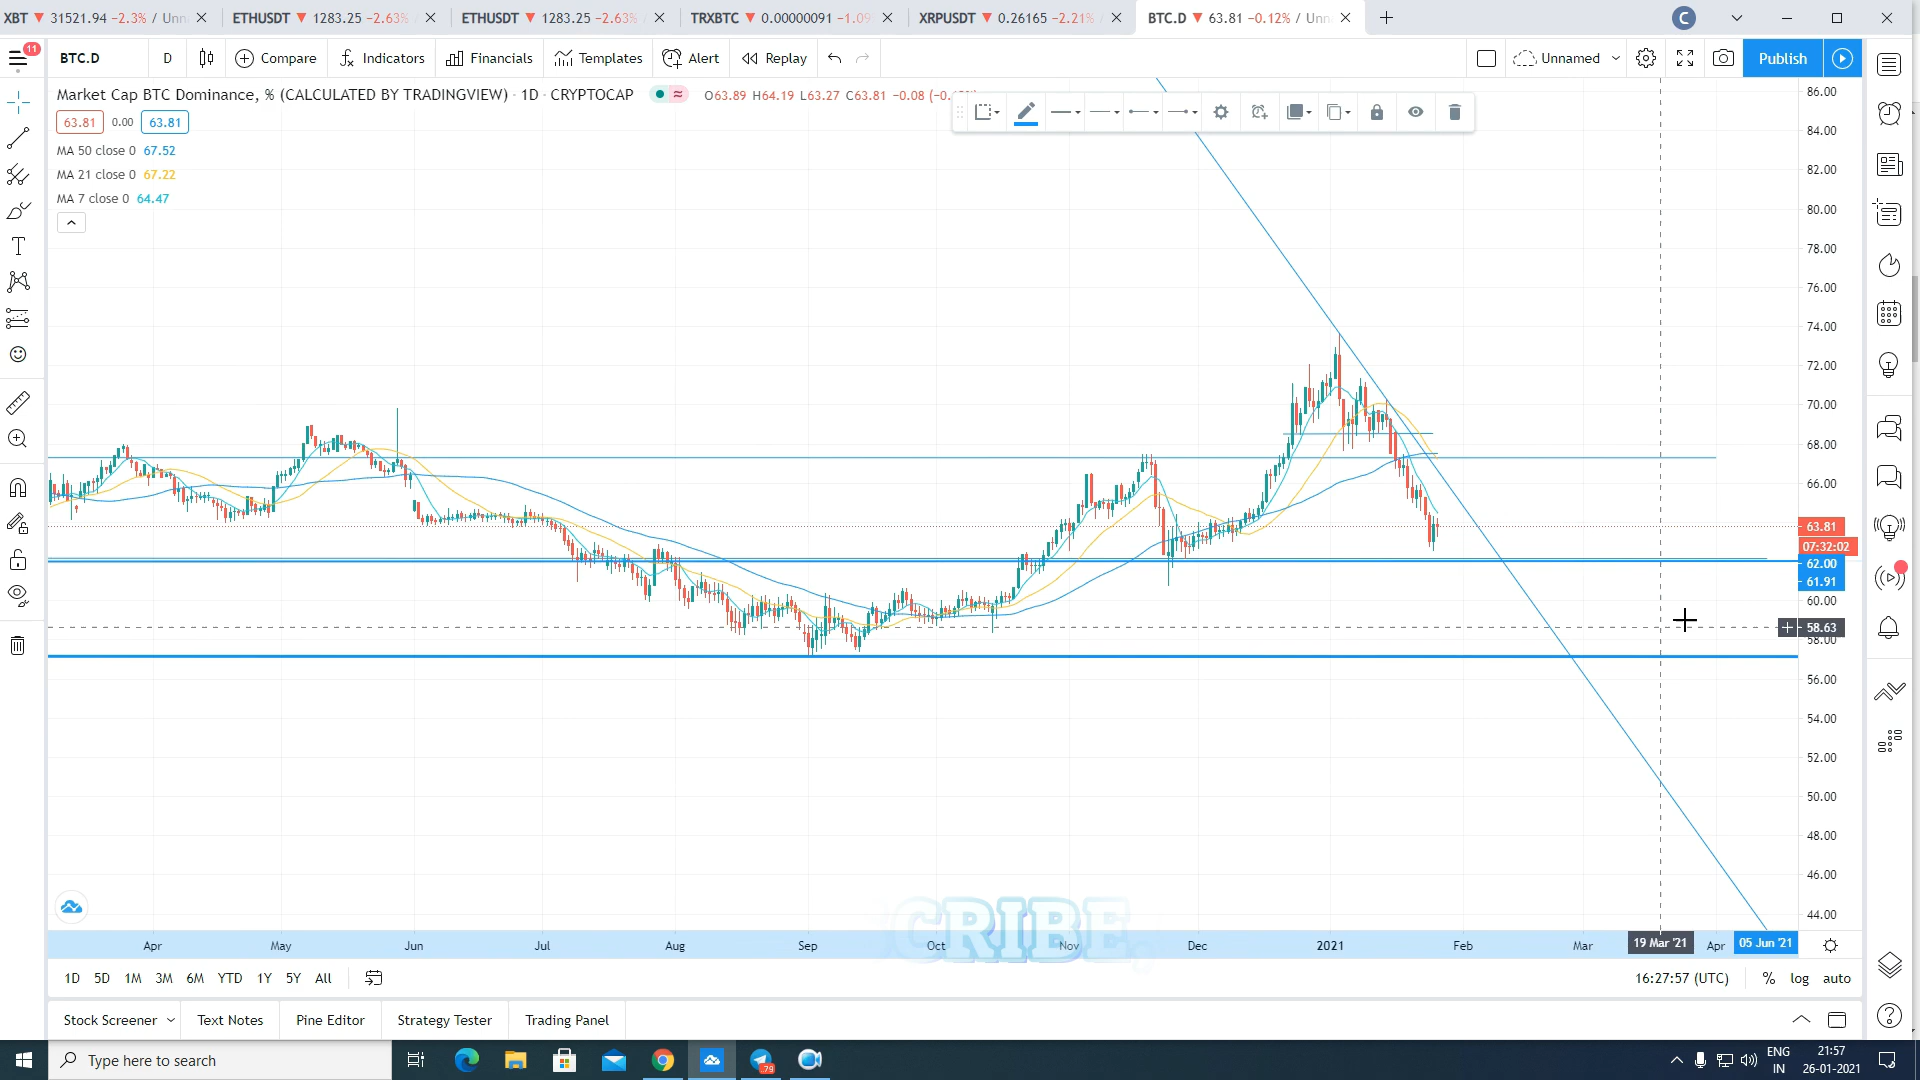 XBT ▼ 31521.94 −2.3% / Unn
ETHUSDT ▼ 1283.25 −2.63%
ETHUSDT ▼ 1283.25 −2.63%
TRXBTC ▼ 0.00000091 −1.09
XRPUSDT ▼ 0.26165 −2.21%
BTC.D ▼ 63.81 −0.12% / Unn
C
11
BTC.D
D
Compare
Indicators
Financials
Templates
Alert
Replay
Unnamed
Publish
Market Cap BTC Dominance, % (CALCULATED BY TRADINGVIEW) · 1D · CRYPTOCAP
O63.89 H64.19 L63.27 C63.81 −0.08
63.81 0.00 63.81
MA 50 close 0 67.52
MA 21 close 0 67.22
MA 7 close 0 64.47
86.00
84.00
82.00
80.00
78.00
76.00
74.00
72.00
70.00
68.00
66.00
63.81
07:32:02
62.00
61.91
60.00
58.63
58.00
56.00
54.00
52.00
50.00
48.00
46.00
44.00
CRIBE,
Apr May Jun Jul Aug Sep Oct Nov Dec 2021 Feb Mar 19 Mar '21 Apr 05 Jun '21
1D 5D 1M 3M 6M YTD 1Y 5Y All
16:27:57 (UTC) % log auto
Stock Screener Text Notes Pine Editor Strategy Tester Trading Panel
Type here to search
79
ENG
IN
21:57
26-01-2021